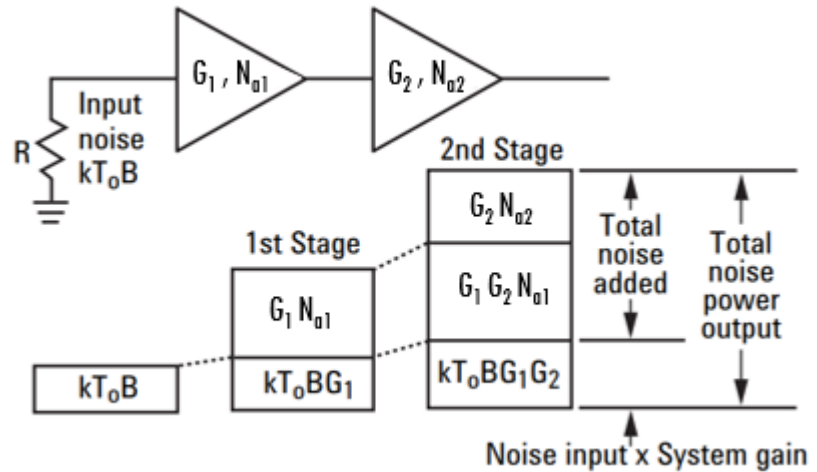 G₁ , Nₐ₁
G₂ , Nₐ₂
Input
noise
kTₒB
R
2nd Stage
G₂ Nₐ₂
1st Stage
Total
noise
added
Total
noise
power
output
G₁ Nₐ₁
G₁ G₂ Nₐ₁
kTₒB
kTₒBG₁
kTₒBG₁G₂
Noise input x System gain